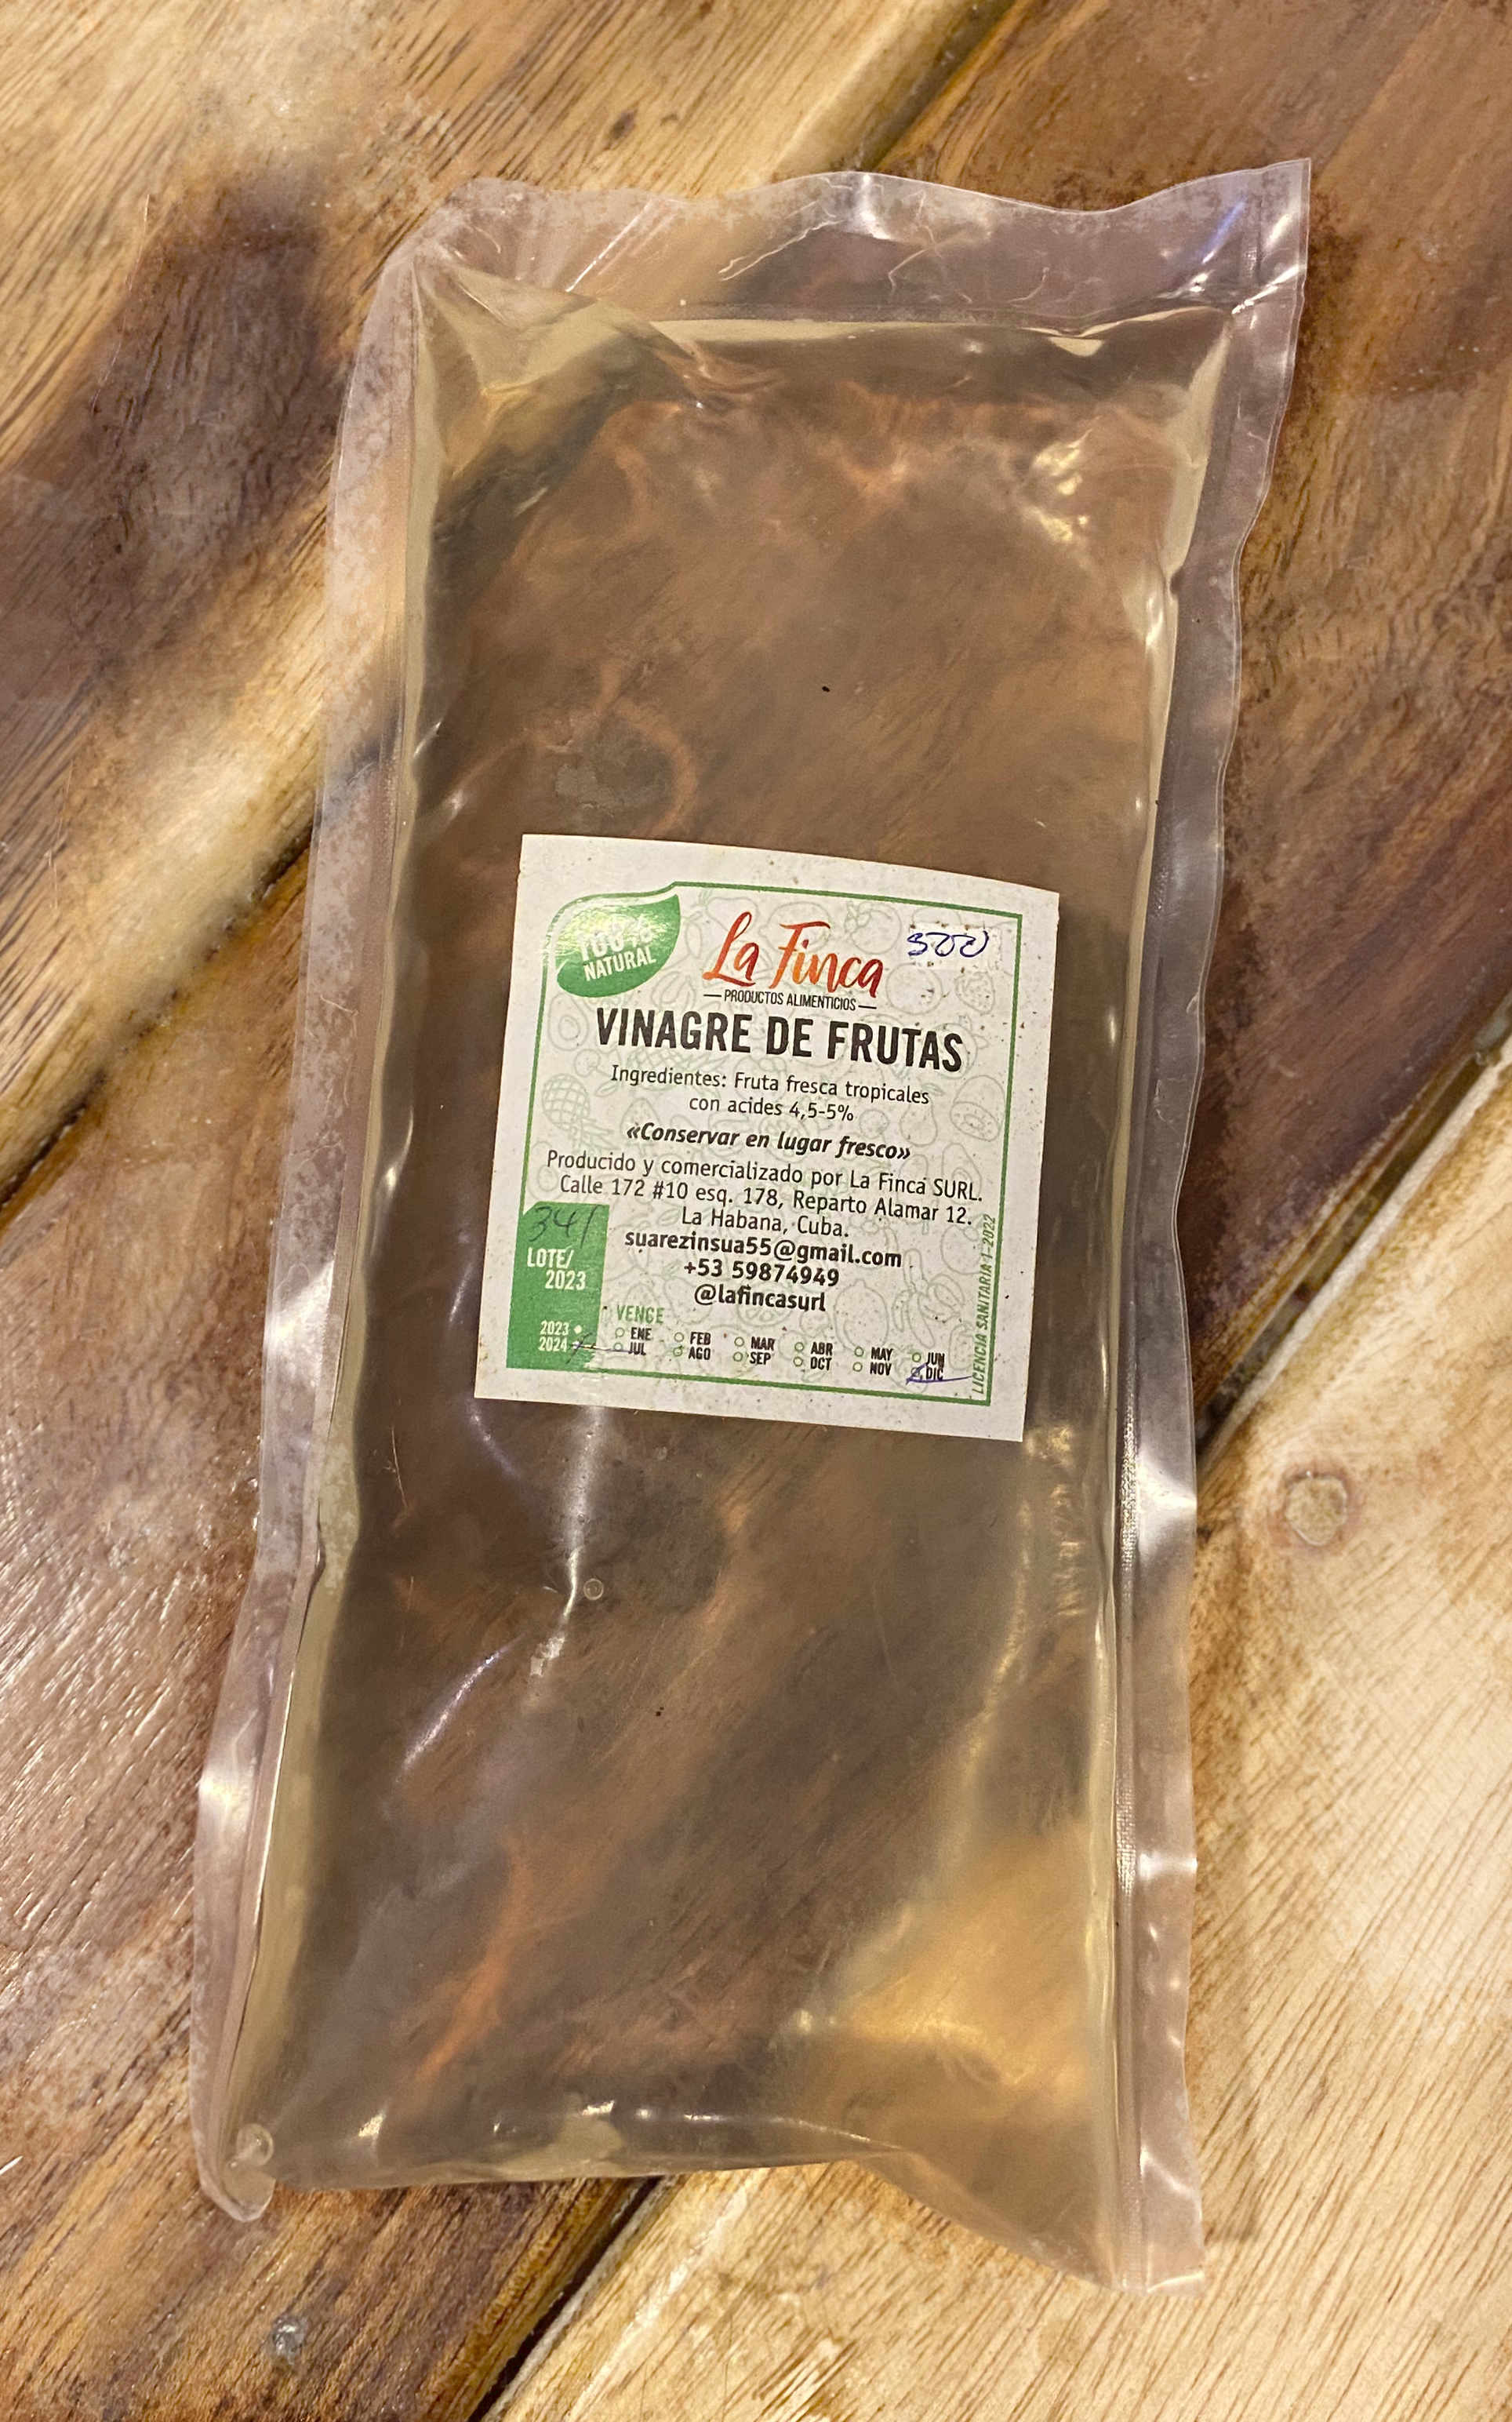 100% NATURAL
La Finca
500
PRODUCTOS ALIMENTICIOS
VINAGRE DE FRUTAS
Ingredientes: Fruta fresca tropicales
con acides 4,5-5%
«Conservar en lugar fresco»
Producido y comercializado por La Finca SURL.
Calle 172 #10 esq. 178, Reparto Alamar 12.
La Habana, Cuba.
suarezinsua55@gmail.com
+53 59874949
@lafincasurl
341
LOTE/
2023
VENCE
2023
2024
ENE FEB MAR ABR MAY JUN
JUL AGO SEP OCT NOV DIC
LICENCIA SANITARIA 1-2022